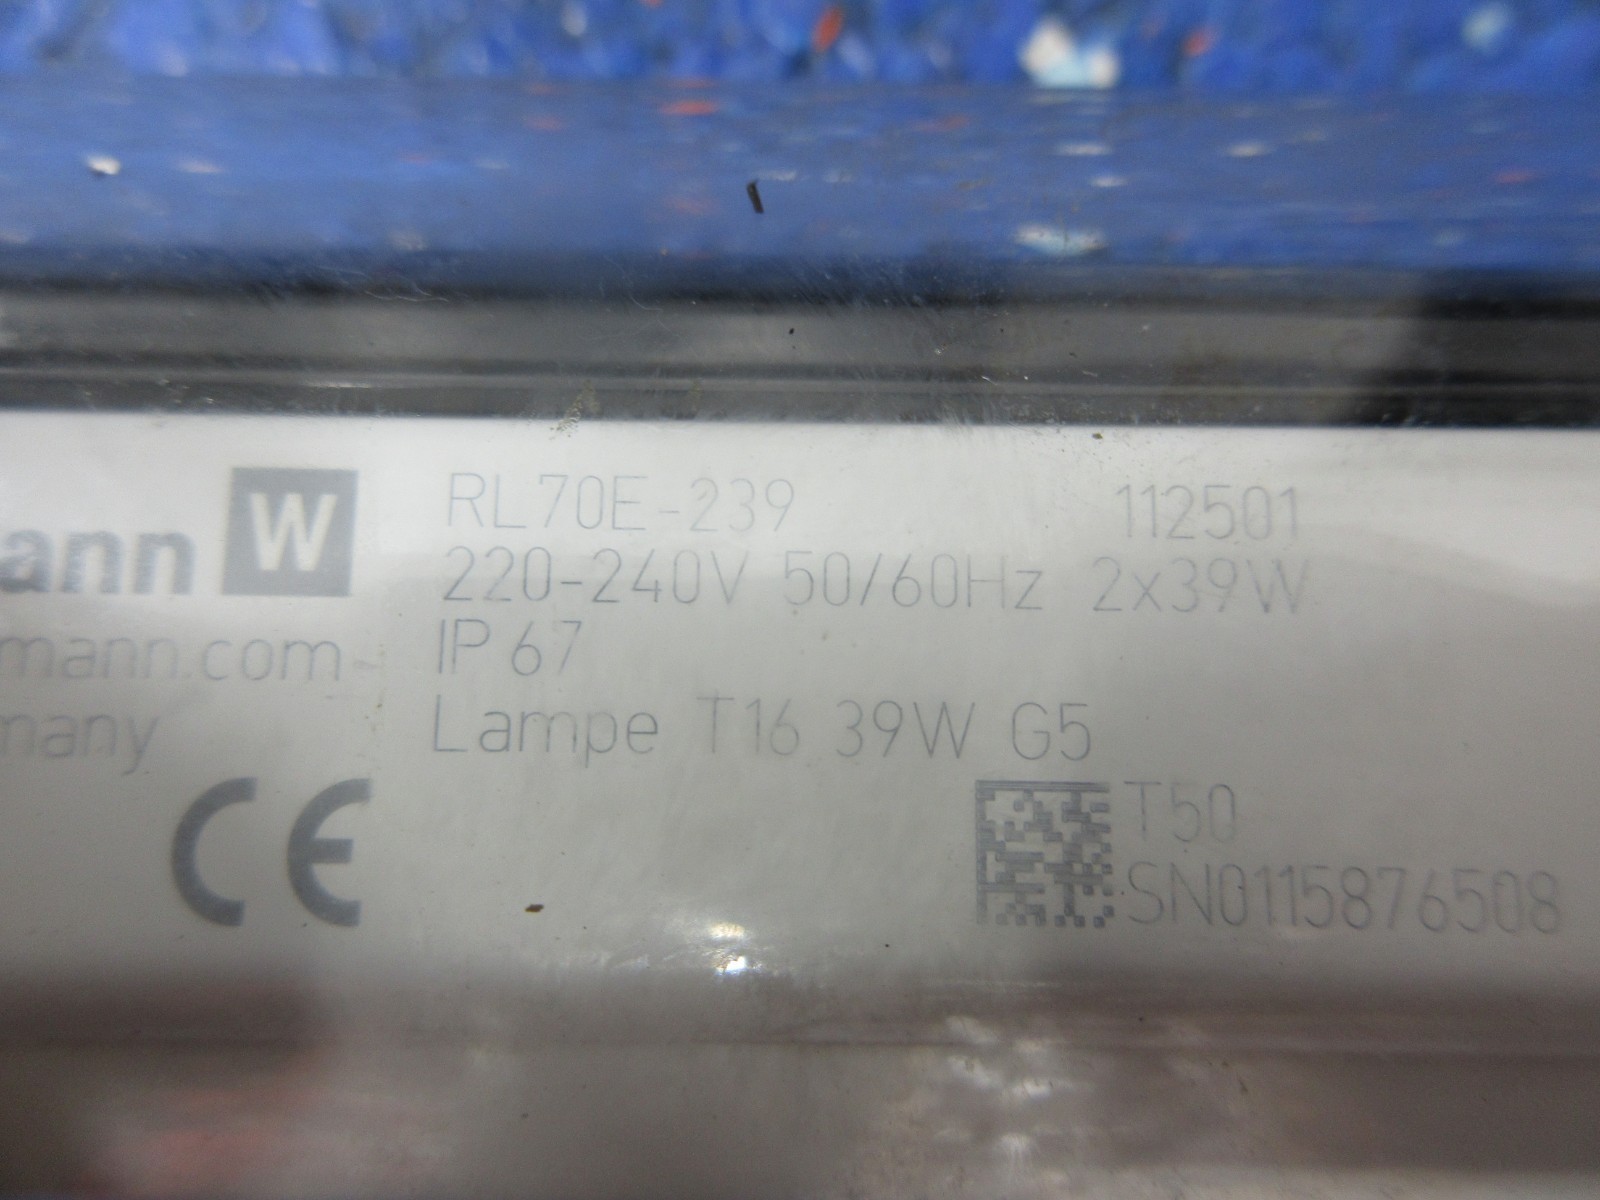 mann W
mann.com
many
RL70E-239 112501
220-240V 50/60Hz 2x39W
IP 67
Lampe T16 39W G5
CE
T50
SN0115876508